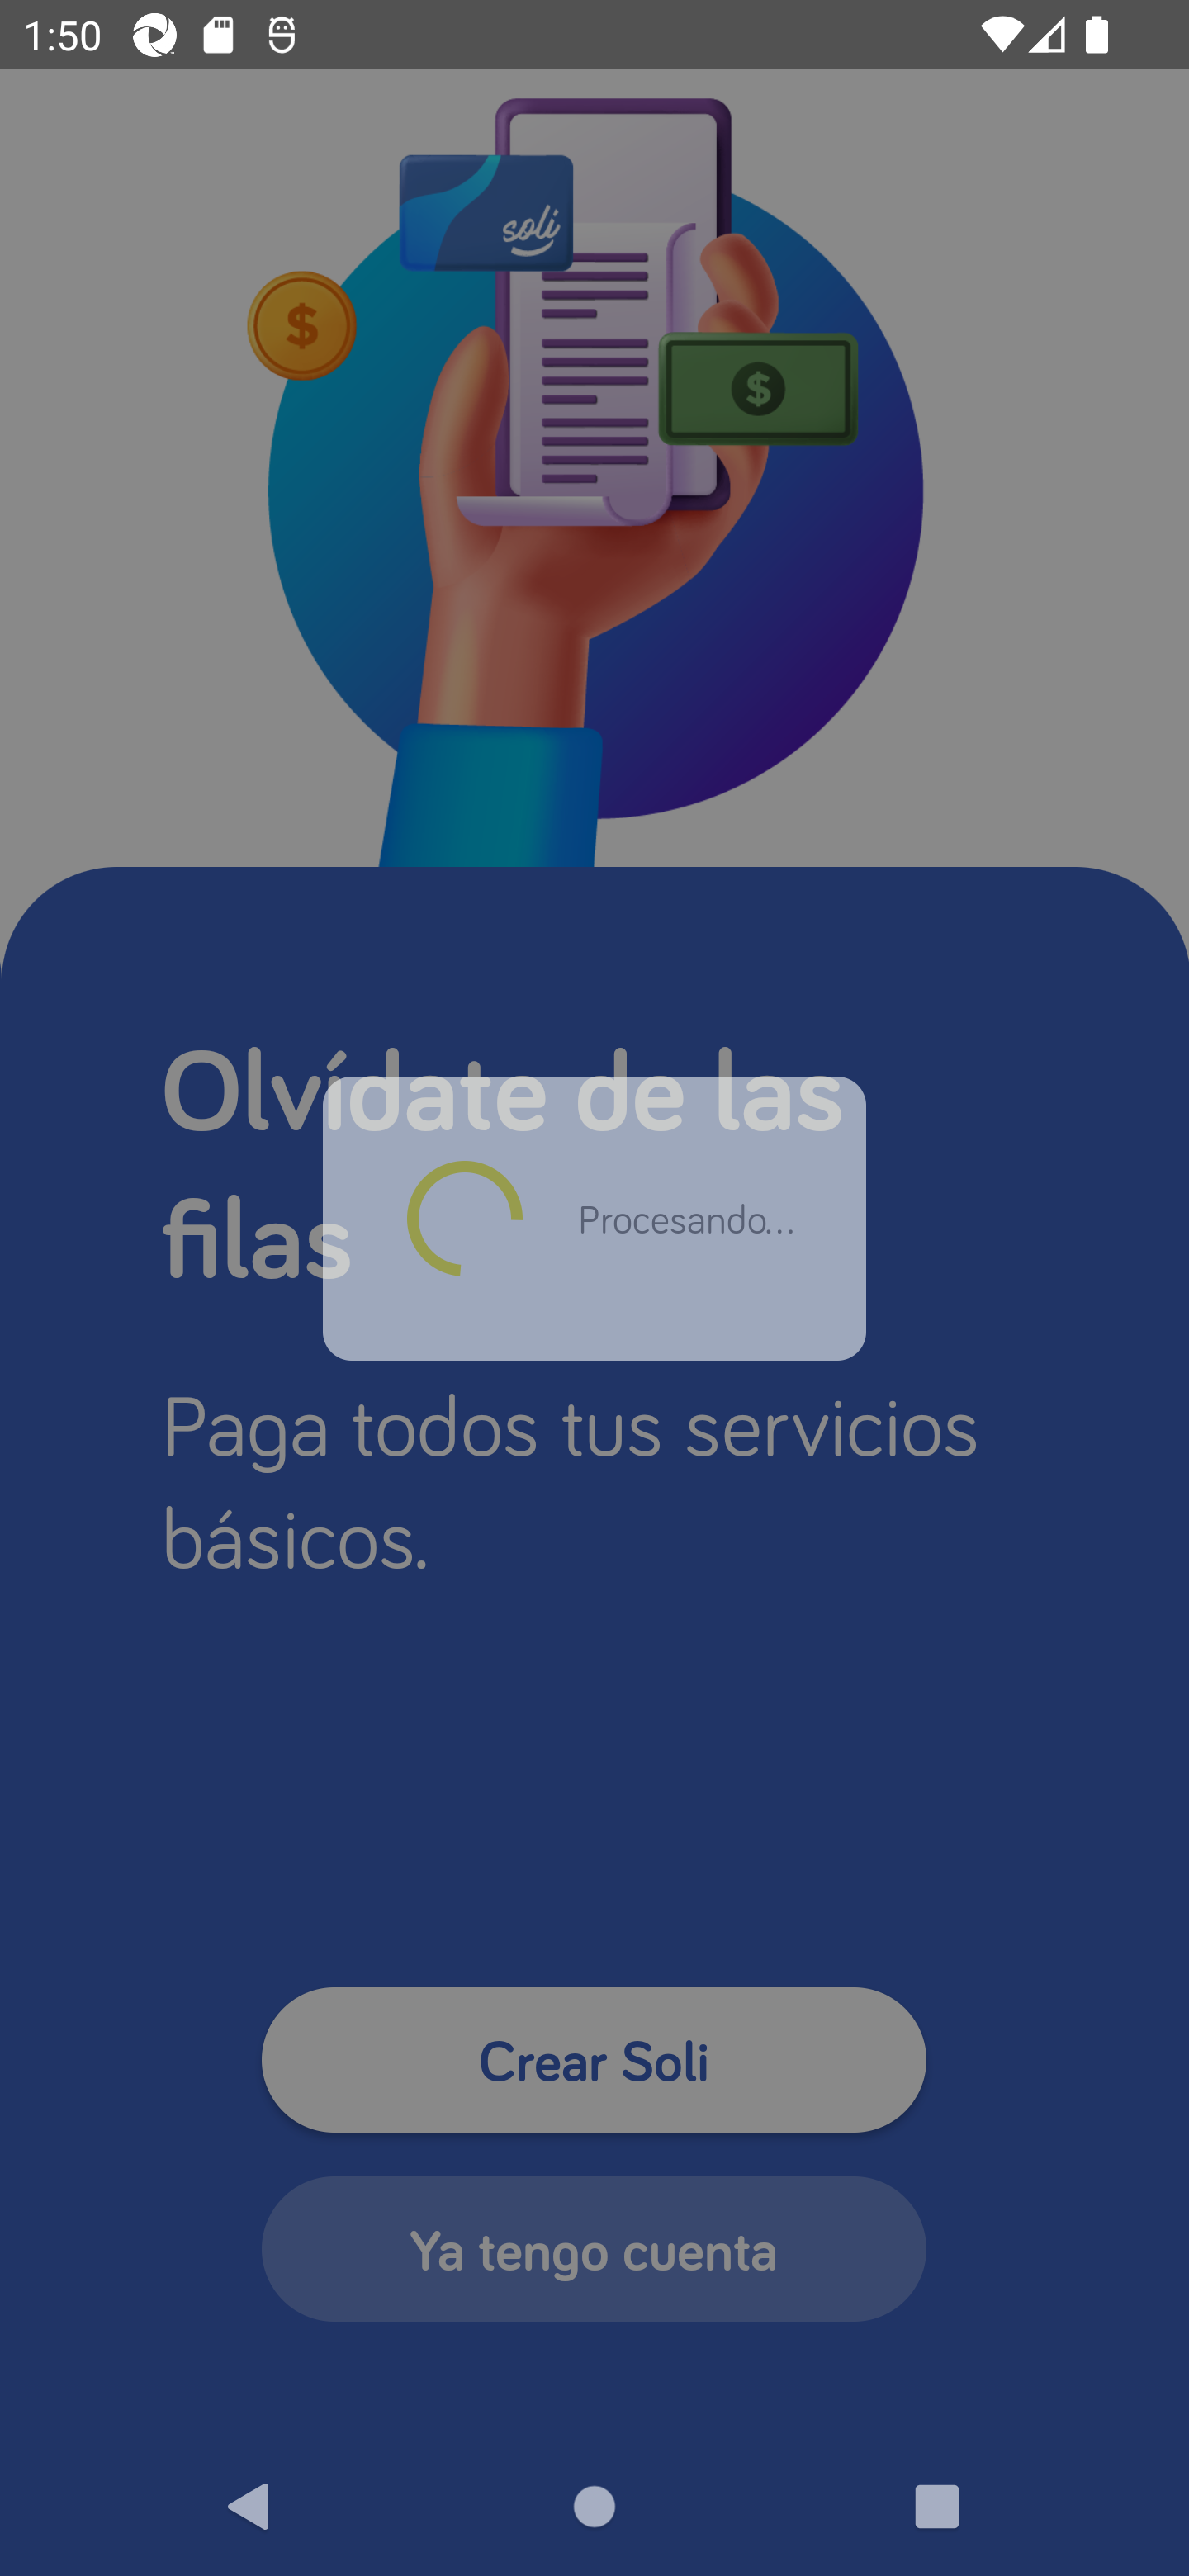 1:50
soli
$
$
Olvídate de las
filas
Procesando...
Paga todos tus servicios
básicos.
Crear Soli
Ya tengo cuenta